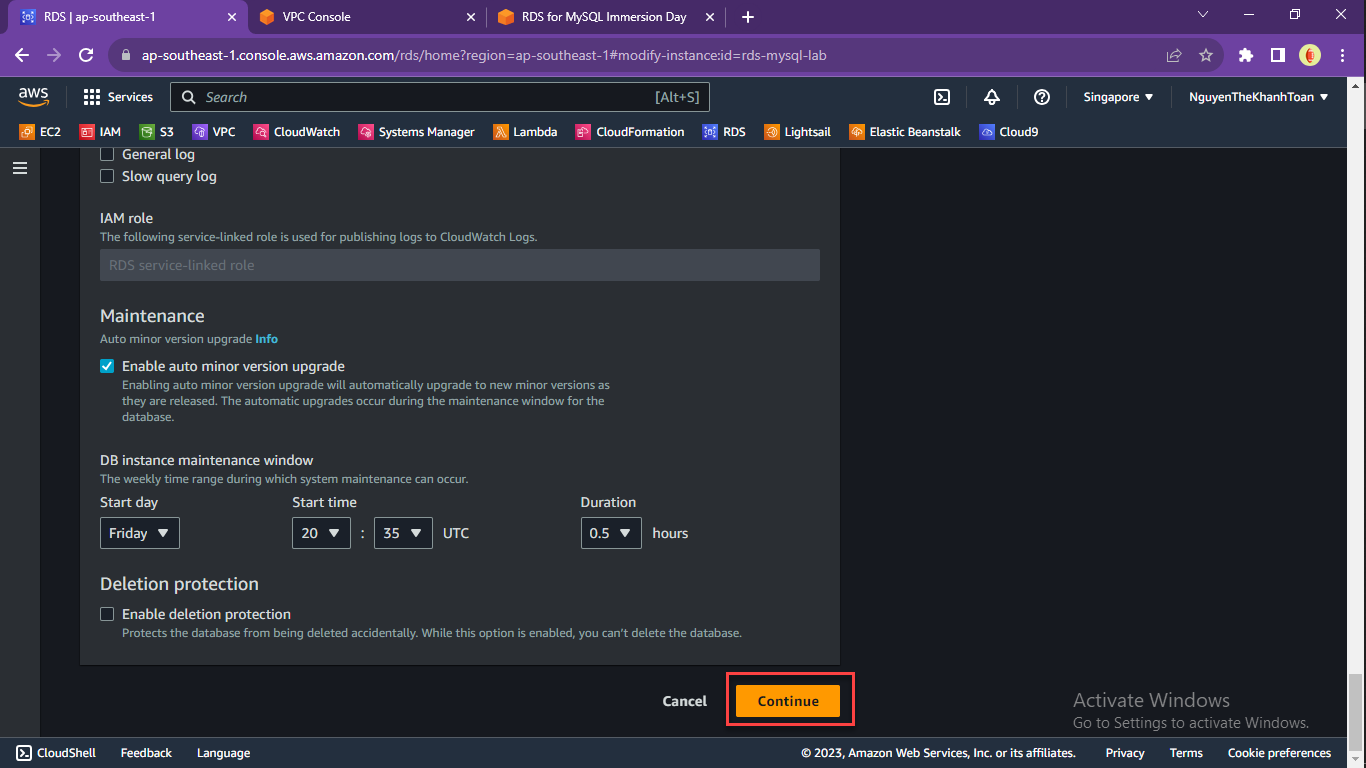 RDS | ap-southeast-1
VPC Console
RDS for MySQL Immersion Day
ap-southeast-1.console.aws.amazon.com/rds/home?region=ap-southeast-1#modify-instance:id=rds-mysql-lab
aws
Services
Search
[Alt+S]
Singapore
NguyenTheKhanhToan
EC2
IAM
S3
VPC
CloudWatch
Systems Manager
Lambda
CloudFormation
RDS
Lightsail
Elastic Beanstalk
Cloud9
General log
Slow query log
IAM role
The following service-linked role is used for publishing logs to CloudWatch Logs.
RDS service-linked role
Maintenance
Auto minor version upgrade Info
Enable auto minor version upgrade
Enabling auto minor version upgrade will automatically upgrade to new minor versions as
they are released. The automatic upgrades occur during the maintenance window for the
database.
DB instance maintenance window
The weekly time range during which system maintenance can occur.
Start day
Start time
Duration
Friday
20 : 35 UTC
0.5 hours
Deletion protection
Enable deletion protection
Protects the database from being deleted accidentally. While this option is enabled, you can't delete the database.
Cancel
Continue
Activate Windows
Go to Settings to activate Windows.
CloudShell
Feedback
Language
© 2023, Amazon Web Services, Inc. or its affiliates.
Privacy
Terms
Cookie preferences